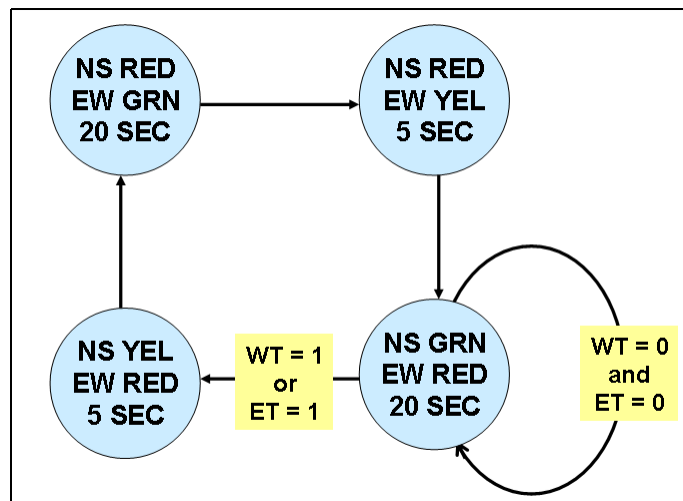 NS RED
EW GRN
20 SEC
NS RED
EW YEL
5 SEC
NS YEL
EW RED
5 SEC
WT = 1
or
ET = 1
NS GRN
EW RED
20 SEC
WT = 0
and
ET = 0